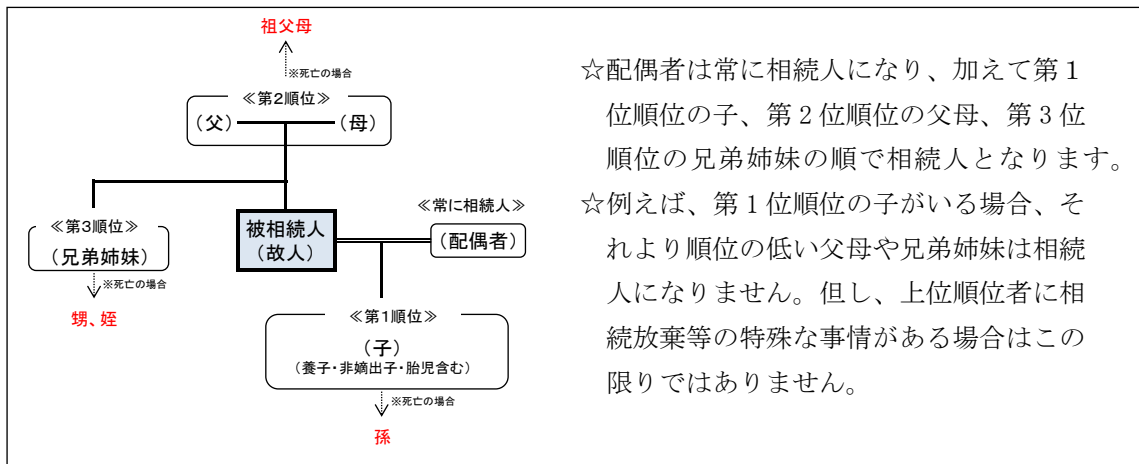 祖父母
※死亡の場合
≪第2順位≫
(父) (母)
≪第3順位≫
(兄弟姉妹)
※死亡の場合
甥、姪
被相続人
(故人)
≪常に相続人≫
(配偶者)
≪第1順位≫
(子)
(養子・非嫡出子・胎児含む)
※死亡の場合
孫
☆配偶者は常に相続人になり、加えて第１
位順位の子、第２位順位の父母、第３位
順位の兄弟姉妹の順で相続人となります。
☆例えば、第１位順位の子がいる場合、そ
れより順位の低い父母や兄弟姉妹は相続
人になりません。但し、上位順位者に相
続放棄等の特殊な事情がある場合はこの
限りではありません。